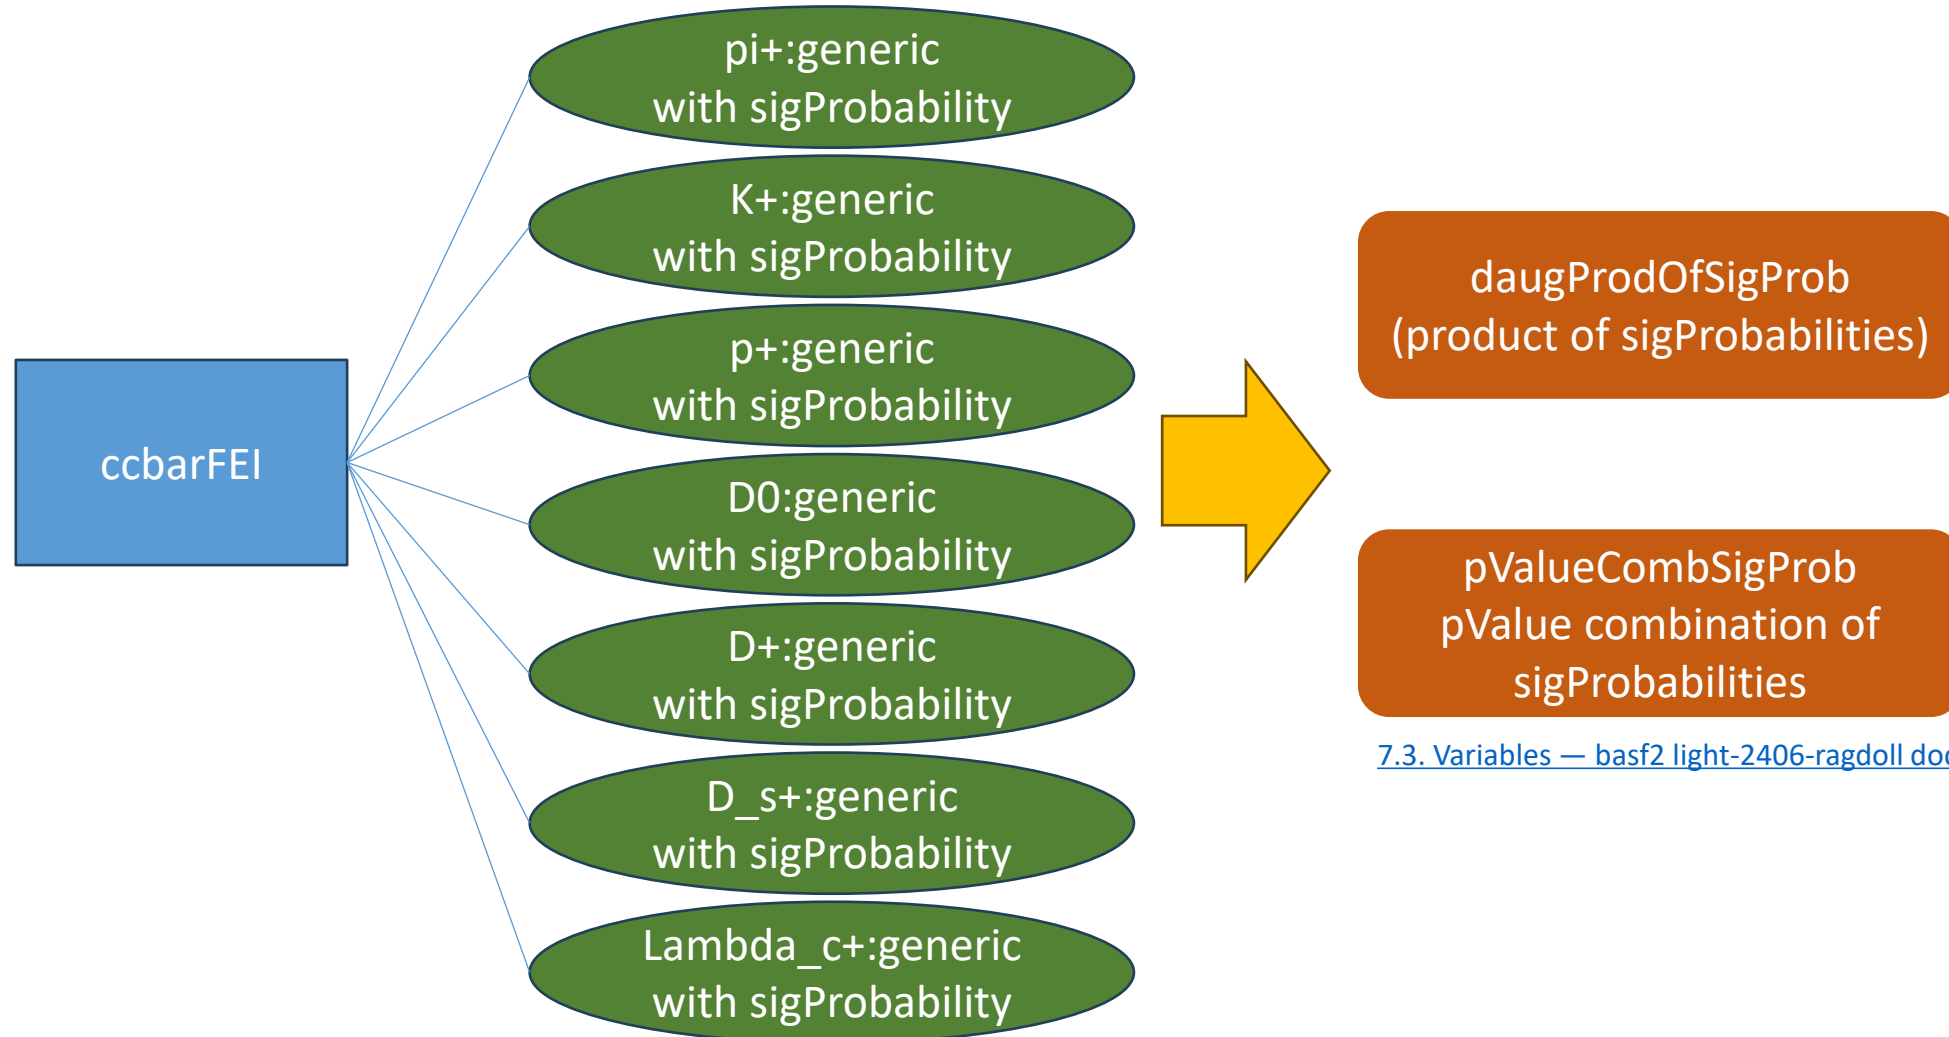 ccbarFEI
pi+:generic
with sigProbability
K+:generic
with sigProbability
p+:generic
with sigProbability
D0:generic
with sigProbability
D+:generic
with sigProbability
D_s+:generic
with sigProbability
Lambda_c+:generic
with sigProbability
daugProdOfSigProb
(product of sigProbabilities)
pValueCombSigProb
pValue combination of
sigProbabilities
7.3. Variables — basf2 light-2406-ragdoll doc